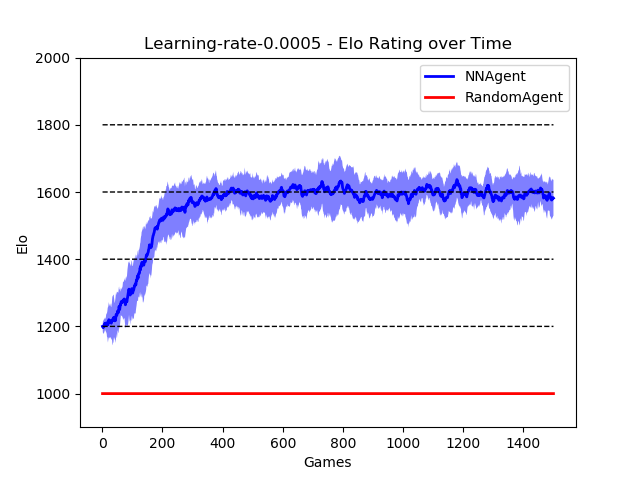 Learning-rate-0.0005 - Elo Rating over Time
NNAgent
RandomAgent
2000
1800
1600
1400
1200
1000
Elo
0 200 400 600 800 1000 1200 1400
Games